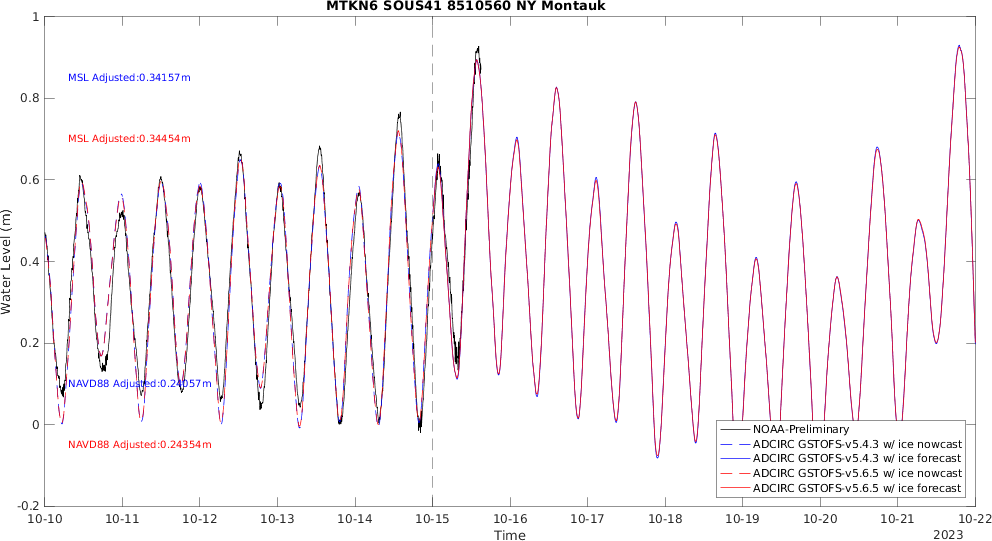 MTKN6 SOUS41 8510560 NY Montauk
1
0.8
0.6
0.4
0.2
0
-0.2
Water Level (m)
MSL Adjusted:0.34157m
MSL Adjusted:0.34454m
NAVD88 Adjusted:0.24057m
NAVD88 Adjusted:0.24354m
NOAA-Preliminary
ADCIRC GSTOFS-v5.4.3 w/ ice nowcast
ADCIRC GSTOFS-v5.4.3 w/ ice forecast
ADCIRC GSTOFS-v5.6.5 w/ ice nowcast
ADCIRC GSTOFS-v5.6.5 w/ ice forecast
10-10 10-11 10-12 10-13 10-14 10-15 10-16 10-17 10-18 10-19 10-20 10-21 10-22
Time
2023